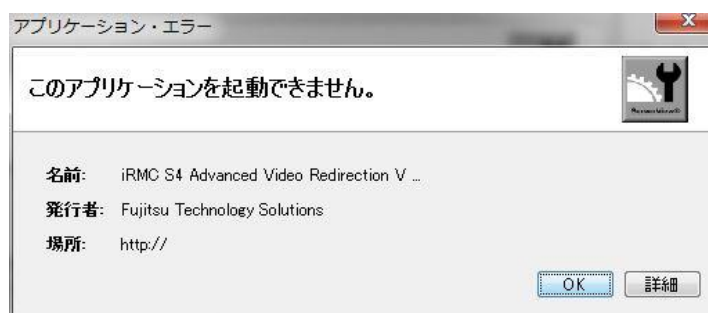 アプリケーション・エラー
このアプリケーションを起動できません。
名前: iRMC S4 Advanced Video Redirection V ...
発行者: Fujitsu Technology Solutions
場所: http://
OK 詳細